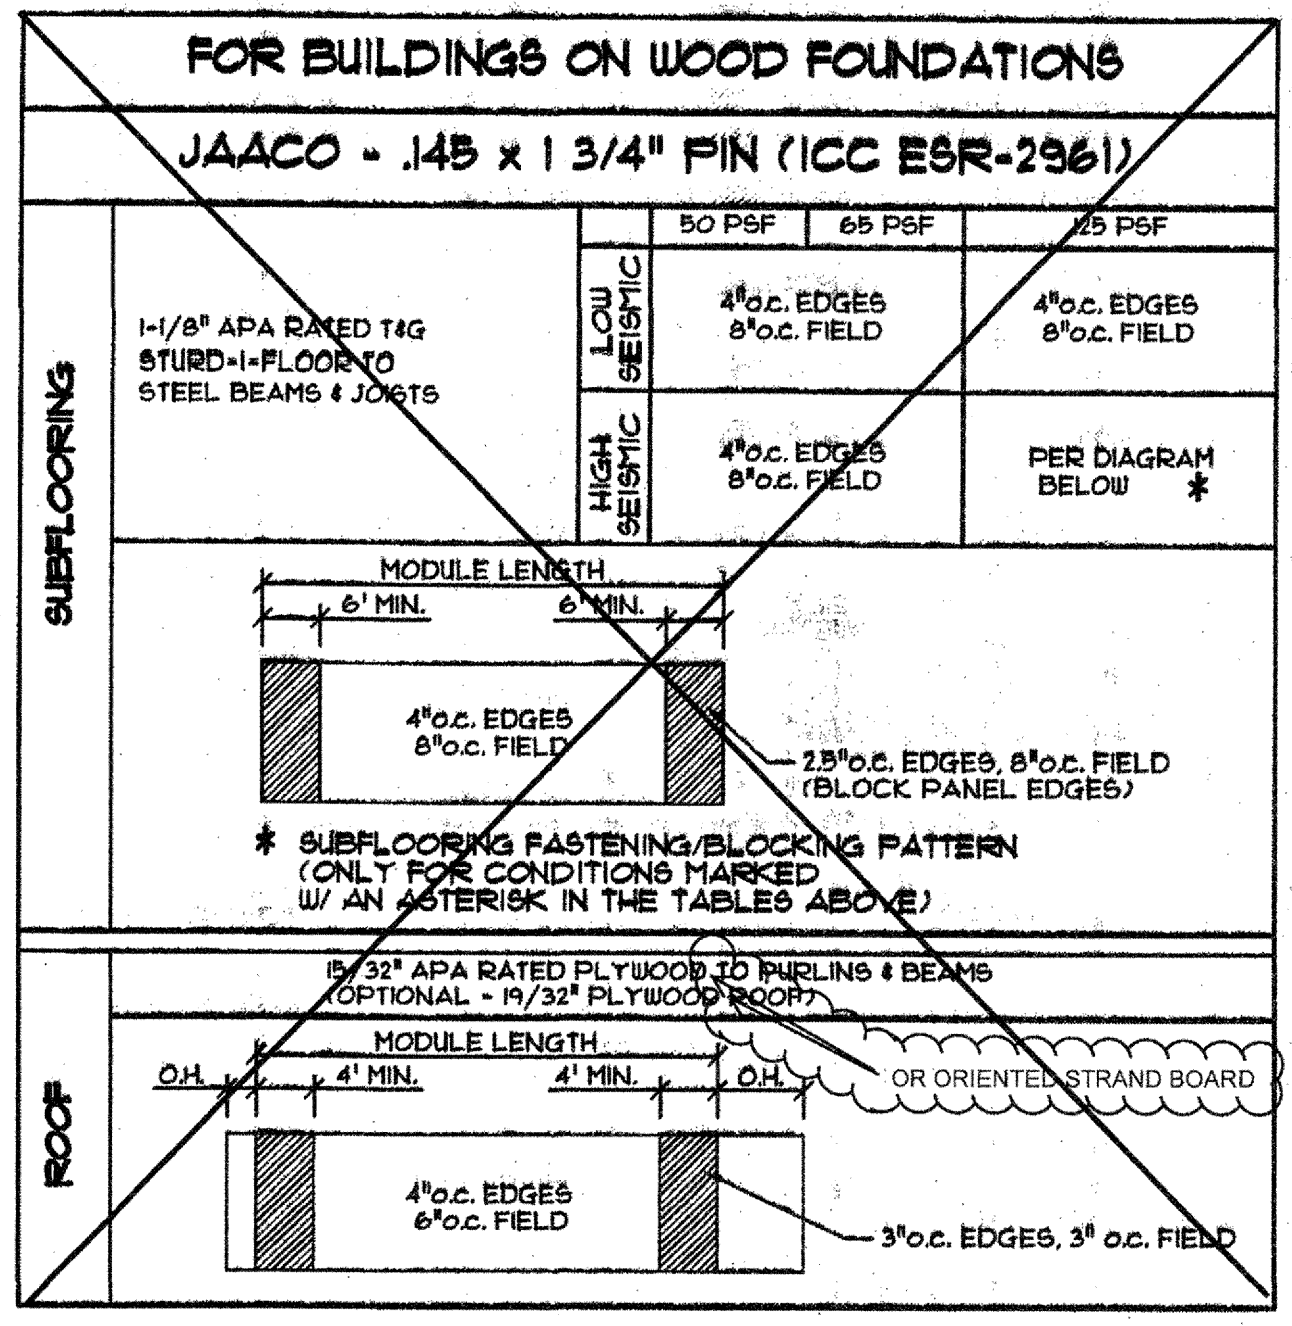 FOR BUILDINGS ON WOOD FOUNDATIONS
JAACO - .145 x 1 3/4" PIN (ICC ESR-2961)
50 PSF
65 PSF
125 PSF
SUBFLOORING
1-1/8" APA RATED T&G
STURD-I-FLOOR TO
STEEL BEAMS & JOISTS
LOW
SEISMIC
4"o.c. EDGES
8"o.c. FIELD
4"o.c. EDGES
8"o.c. FIELD
HIGH
SEISMIC
4"o.c. EDGES
8"o.c. FIELD
PER DIAGRAM
BELOW *
MODULE LENGTH
6' MIN.
6' MIN.
4"o.c. EDGES
8"o.c. FIELD
2.5"o.c. EDGES, 8"o.c. FIELD
(BLOCK PANEL EDGES)
* SUBFLOORING FASTENING/BLOCKING PATTERN
(ONLY FOR CONDITIONS MARKED
W/ AN ASTERISK IN THE TABLES ABOVE)
ROOF
15/32" APA RATED PLYWOOD TO PURLINS & BEAMS
(OPTIONAL - 19/32" PLYWOOD ROOF)
OR ORIENTED STRAND BOARD
MODULE LENGTH
O.H.
4' MIN.
4' MIN.
O.H.
4"o.c. EDGES
6"o.c. FIELD
3"o.c. EDGES, 3" o.c. FIELD